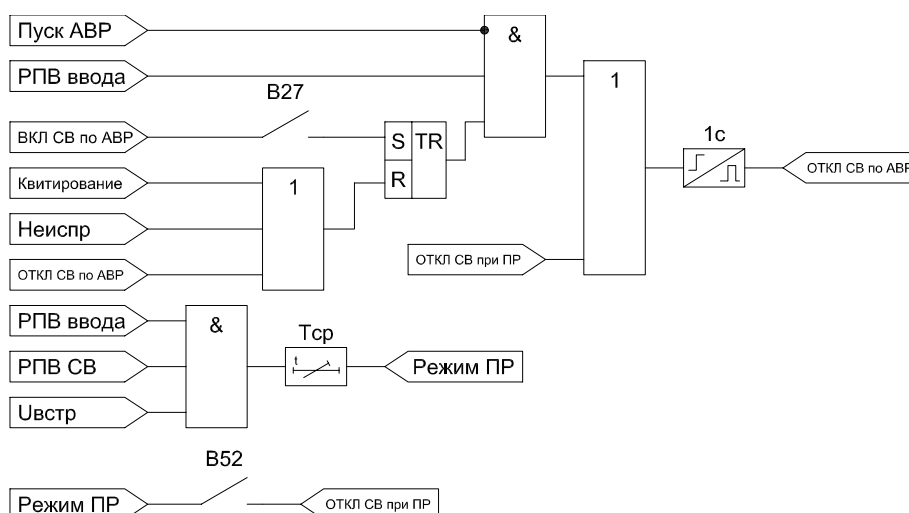 Пуск АВР
&
РПВ ввода
1
В27
1с
ВКЛ СВ по АВР
S
TR
ОТКЛ СВ по АВР
Квитирование
1
R
Неиспр
ОТКЛ СВ при ПР
ОТКЛ СВ по АВР
РПВ ввода
&
Тср
РПВ СВ
t
Режим ПР
Uвстр
В52
Режим ПР
ОТКЛ СВ при ПР